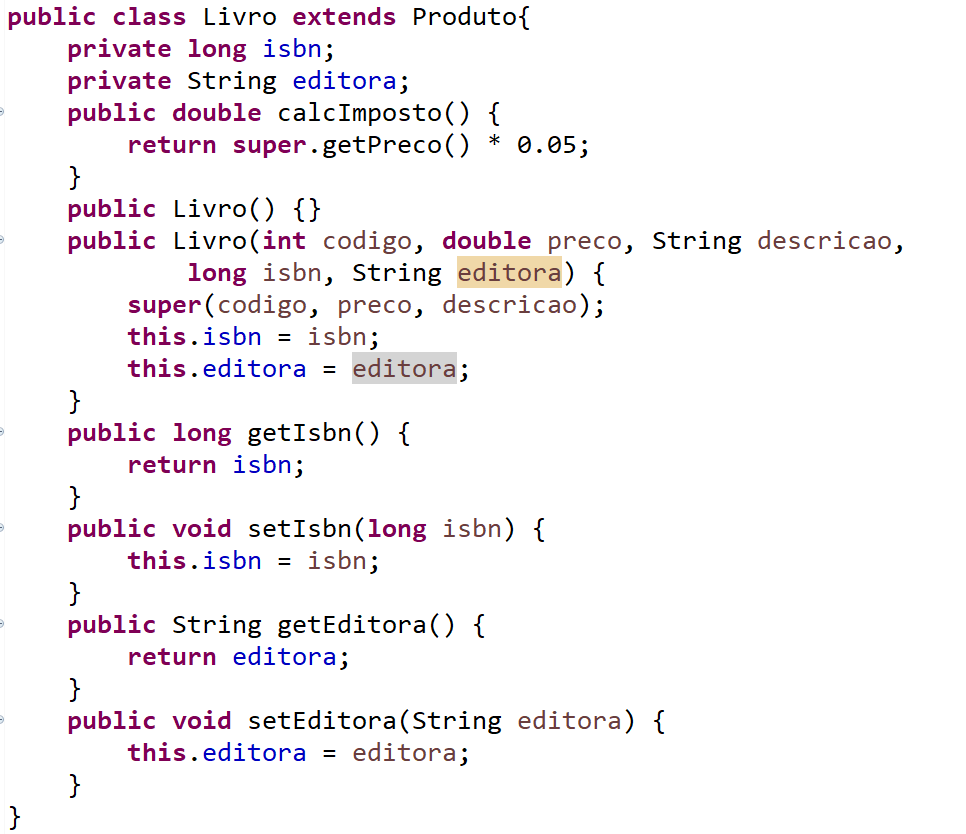 public class Livro extends Produto{
    private long isbn;
    private String editora;
    public double calcImposto() {
        return super.getPreco() * 0.05;
    }
    public Livro() {}
    public Livro(int codigo, double preco, String descricao,
            long isbn, String editora) {
        super(codigo, preco, descricao);
        this.isbn = isbn;
        this.editora = editora;
    }
    public long getIsbn() {
        return isbn;
    }
    public void setIsbn(long isbn) {
        this.isbn = isbn;
    }
    public String getEditora() {
        return editora;
    }
    public void setEditora(String editora) {
        this.editora = editora;
    }
}